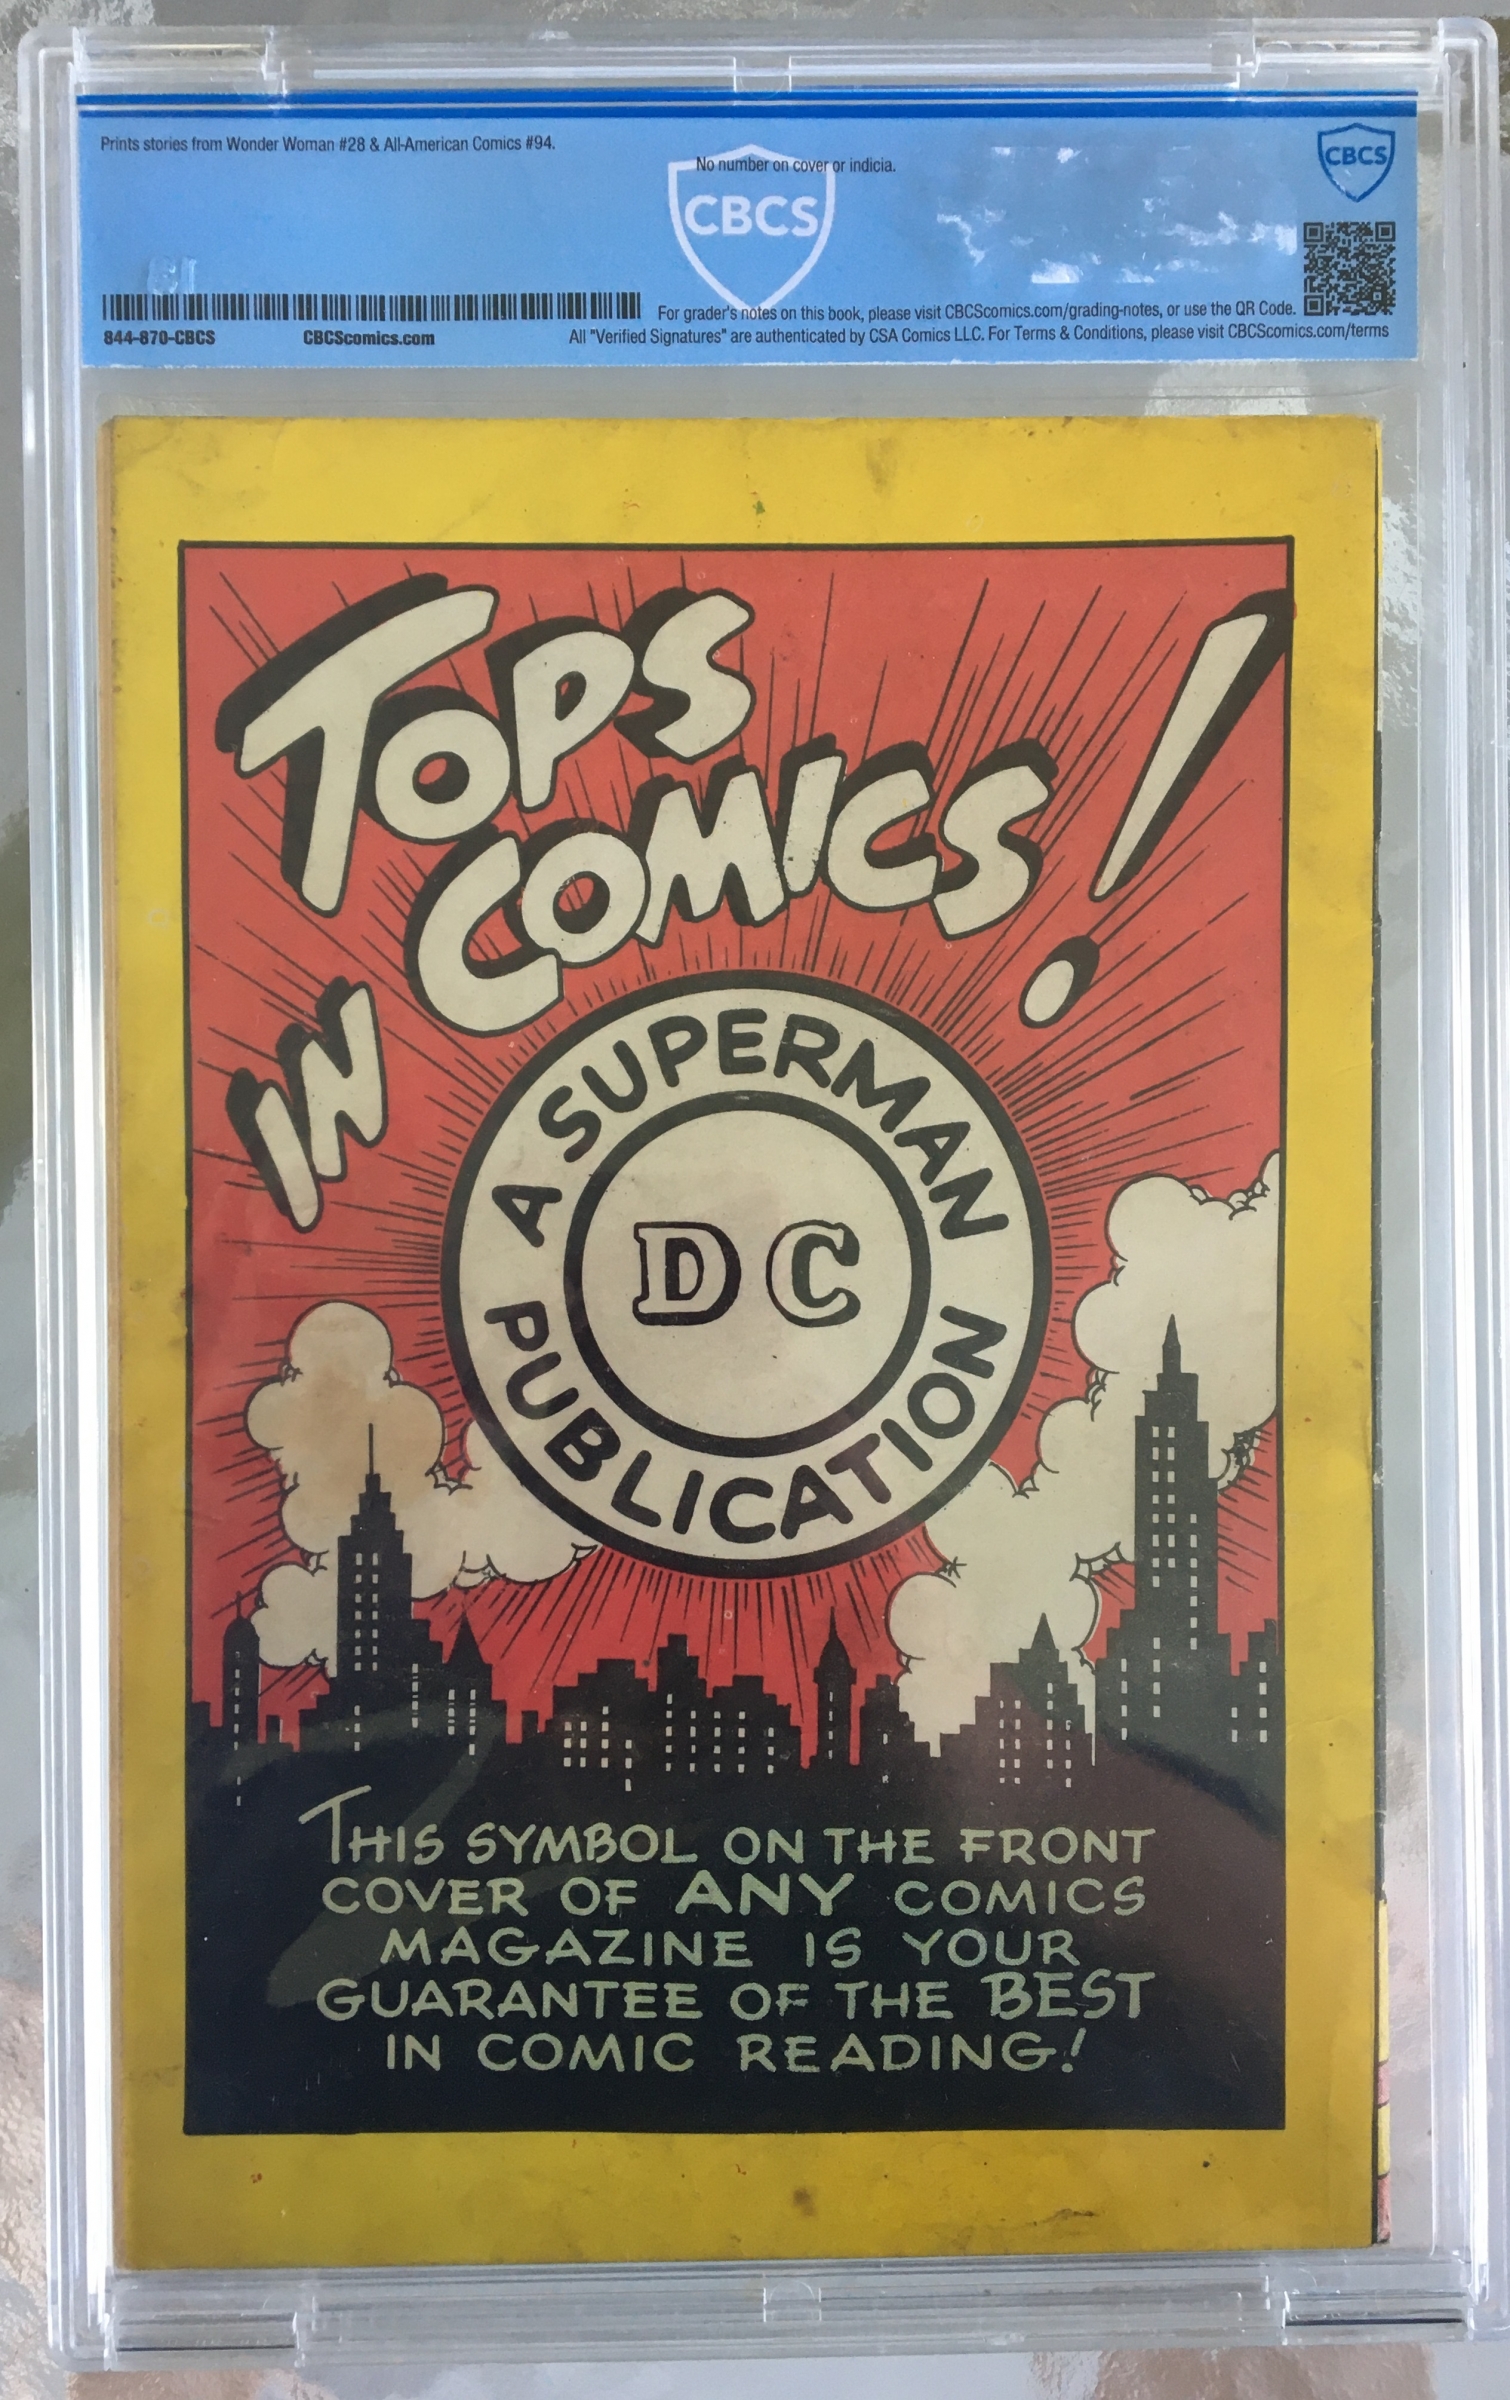 Prints stories from Wonder Woman #28 & All-American Comics #94.
No number on cover or indicia.
CBCS
CBCS
For grader's notes on this book, please visit CBCScomics.com/grading-notes, or use the QR Code.
844-870-CBCS CBCScomics.com All "Verified Signatures" are authenticated by CSA Comics LLC. For Terms & Conditions, please visit CBCScomics.com/terms
TOPS
IN COMICS!
A SUPERMAN
DC
PUBLICATION
THIS SYMBOL ON THE FRONT
COVER OF ANY COMICS
MAGAZINE IS YOUR
GUARANTEE OF THE BEST
IN COMIC READING!